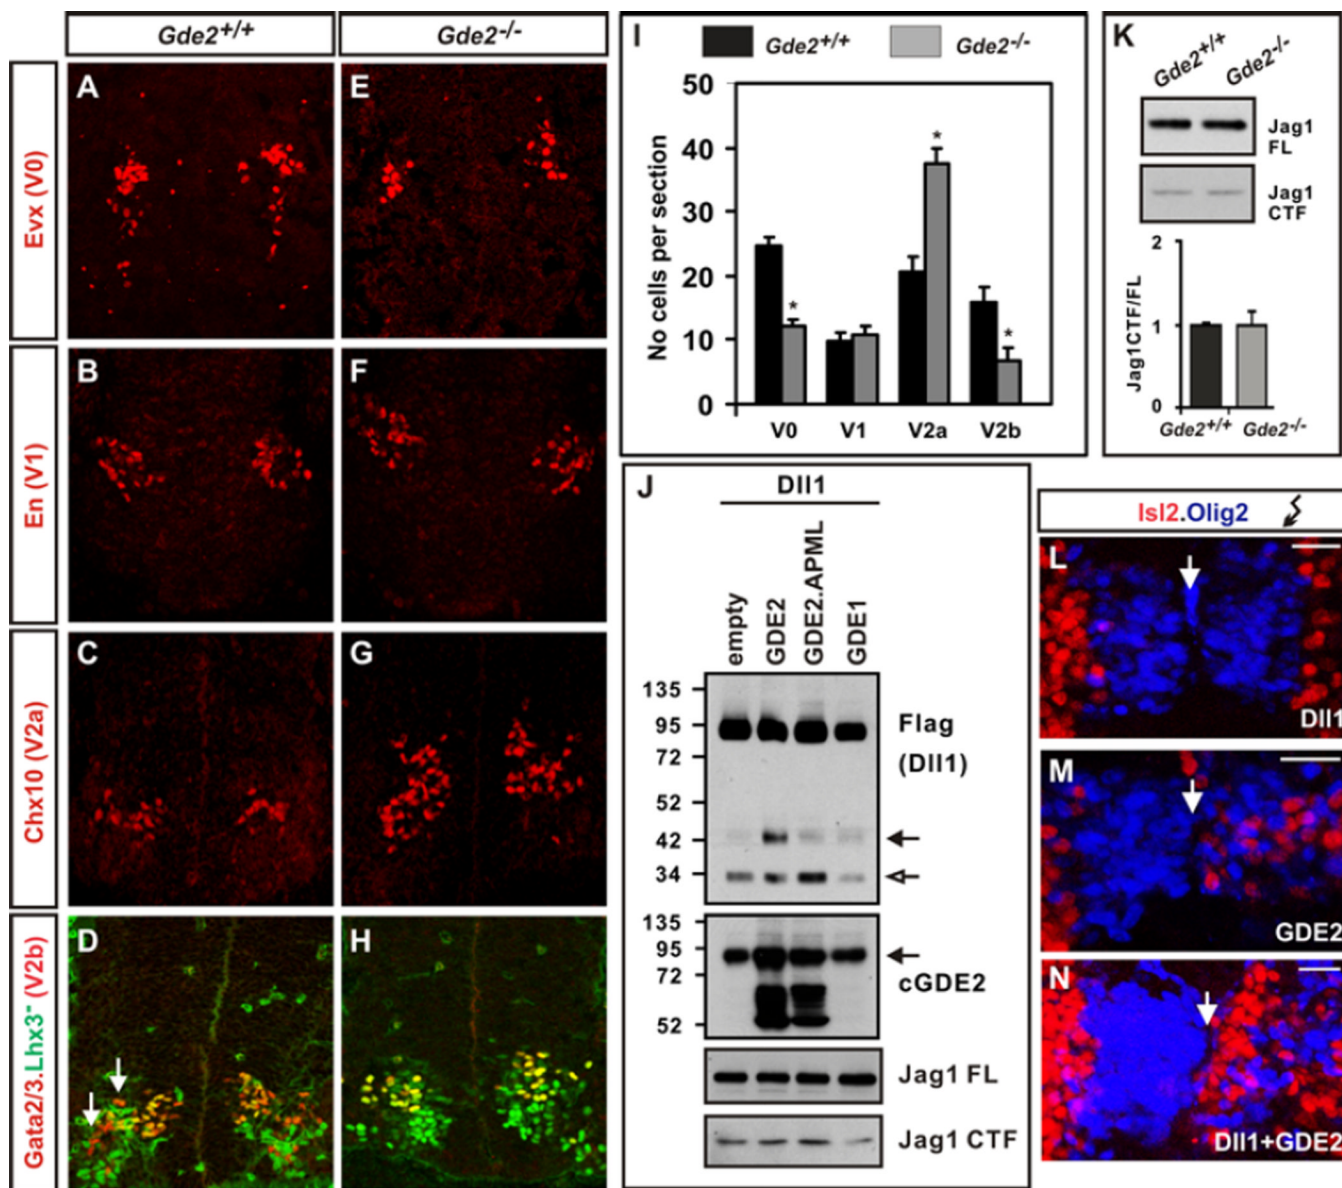 Gde2+/+
Gde2-/-
Evx (V0)
En (V1)
Chx10 (V2a)
Gata2/3.Lhx3- (V2b)
A
E
B
F
C
G
D
H
I
Gde2+/+
Gde2-/-
No cells per section
50
40
30
20
10
0
*
*
*
V0
V1
V2a
V2b
K
Gde2+/+
Gde2-/-
Jag1
FL
Jag1
CTF
Jag1CTF/FL
2
1
0
Gde2+/+
Gde2-/-
J
Dll1
empty
GDE2
GDE2.APML
GDE1
135
95
72
52
42
34
Flag
(Dll1)
135
95
72
52
cGDE2
Jag1 FL
Jag1 CTF
Isl2.Olig2
L
Dll1
M
GDE2
N
Dll1+GDE2